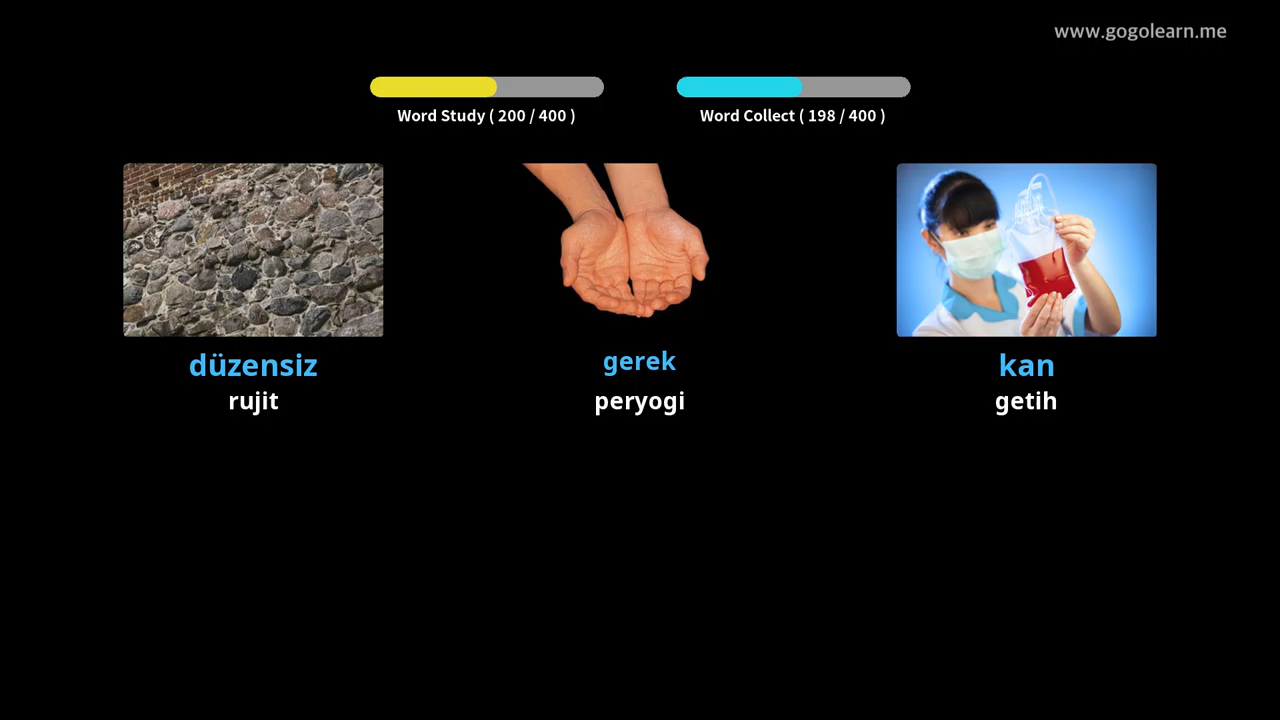 www.gogolearn.me
Word Study ( 200 / 400 )
Word Collect ( 198 / 400 )
düzensiz
rujit
gerek
peryogi
kan
getih